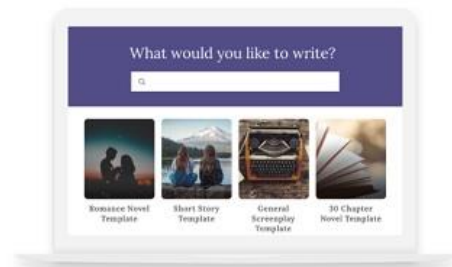 What would you like to write?
Romance Novel
Template
Short Story
Template
General
Screenplay
Template
30 Chapter
Novel Template